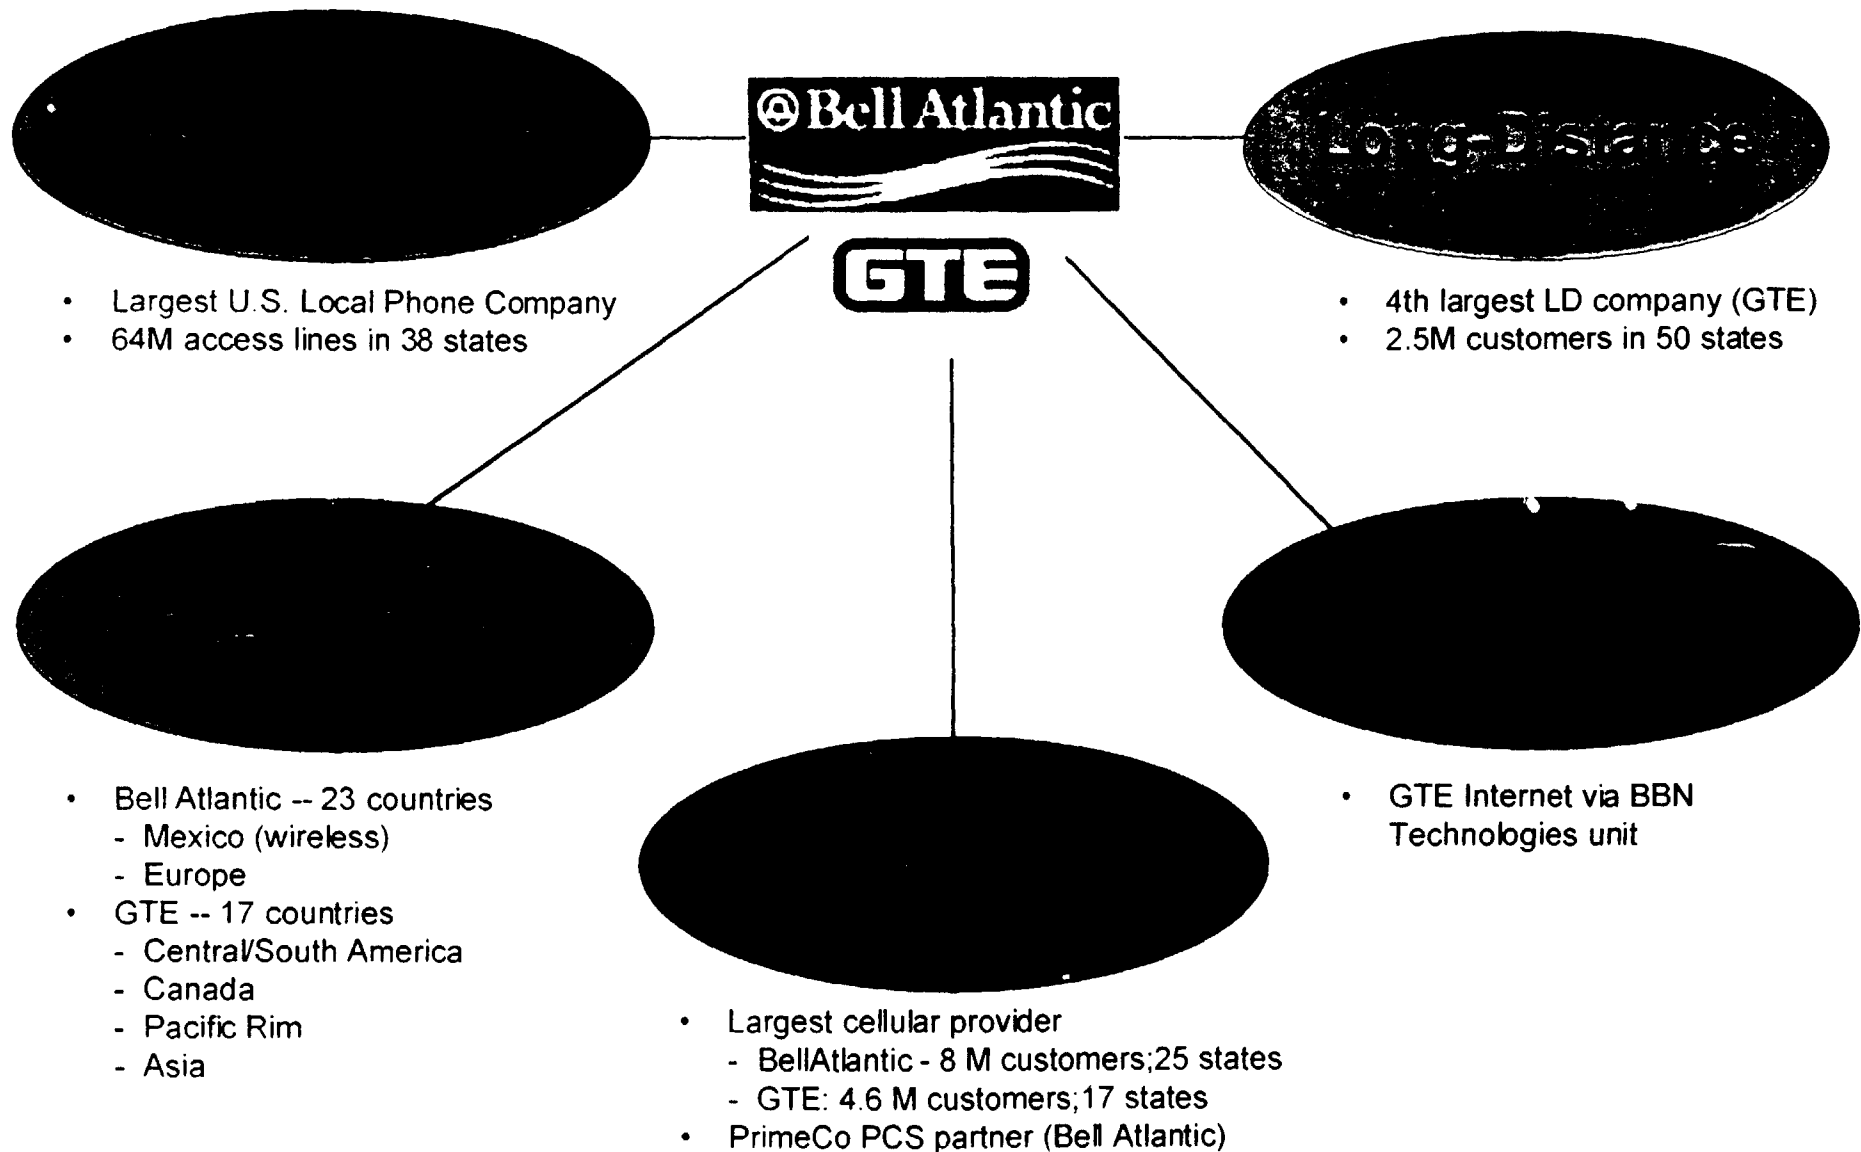 Bell Atlantic
GTE
Long-Distance
• Largest U.S. Local Phone Company
• 64M access lines in 38 states
• 4th largest LD company (GTE)
• 2.5M customers in 50 states
• Bell Atlantic -- 23 countries
- Mexico (wireless)
- Europe
• GTE -- 17 countries
- Central/South America
- Canada
- Pacific Rim
- Asia
• Largest cellular provider
- BellAtlantic - 8 M customers;25 states
- GTE: 4.6 M customers;17 states
• PrimeCo PCS partner (Bell Atlantic)
• GTE Internet via BBN
Technologies unit